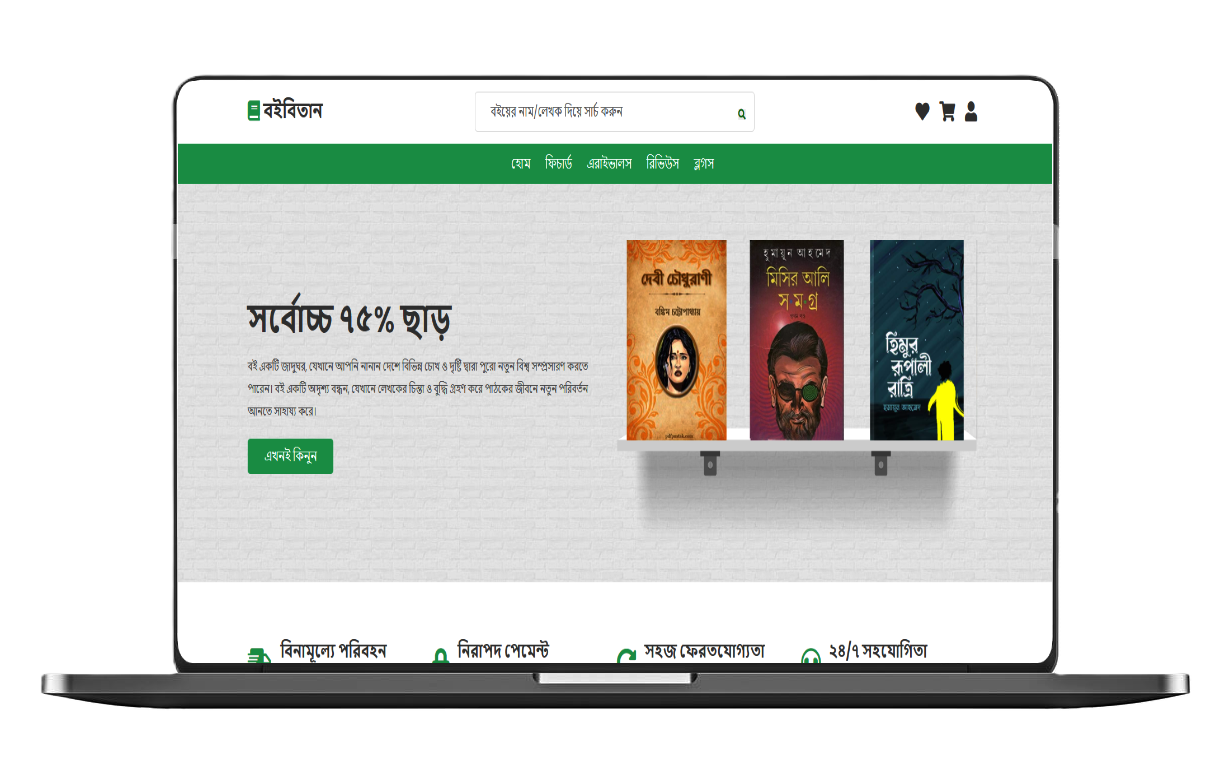 বইবিতান
বইয়ের নাম/লেখক দিয়ে সার্চ করুন
হোম ফিচার্ড এরাইভালস রিভিউস ব্লগস
সর্বোচ্চ ৭৫% ছাড়
বই একটি জাদুঘর, যেখানে আপনি নানান দেশে বিভিন্ন চোখ ও দৃষ্টি দ্বারা পুরো নতুন বিশ্ব সম্প্রসারণ করতে
পারেন। বই একটি অদৃশ্য বন্ধন, যেখানে লেখকের চিন্তা ও বুদ্ধি গ্রহণ করে পাঠকের জীবনে নতুন পরিবর্তন
আনতে সাহায্য করে।
এখনই কিনুন
দেবী চৌধুরাণী
বঙ্কিম চট্টোপাধ্যায়
হুমায়ূন আহমেদ
মিসির আলি
সমগ্র
হিমুর
রূপালী
রাত্রি
হুমায়ূন আহমেদ
বিনামূল্যে পরিবহন
নিরাপদ পেমেন্ট
সহজ ফেরতযোগ্যতা
২৪/৭ সহযোগিতা